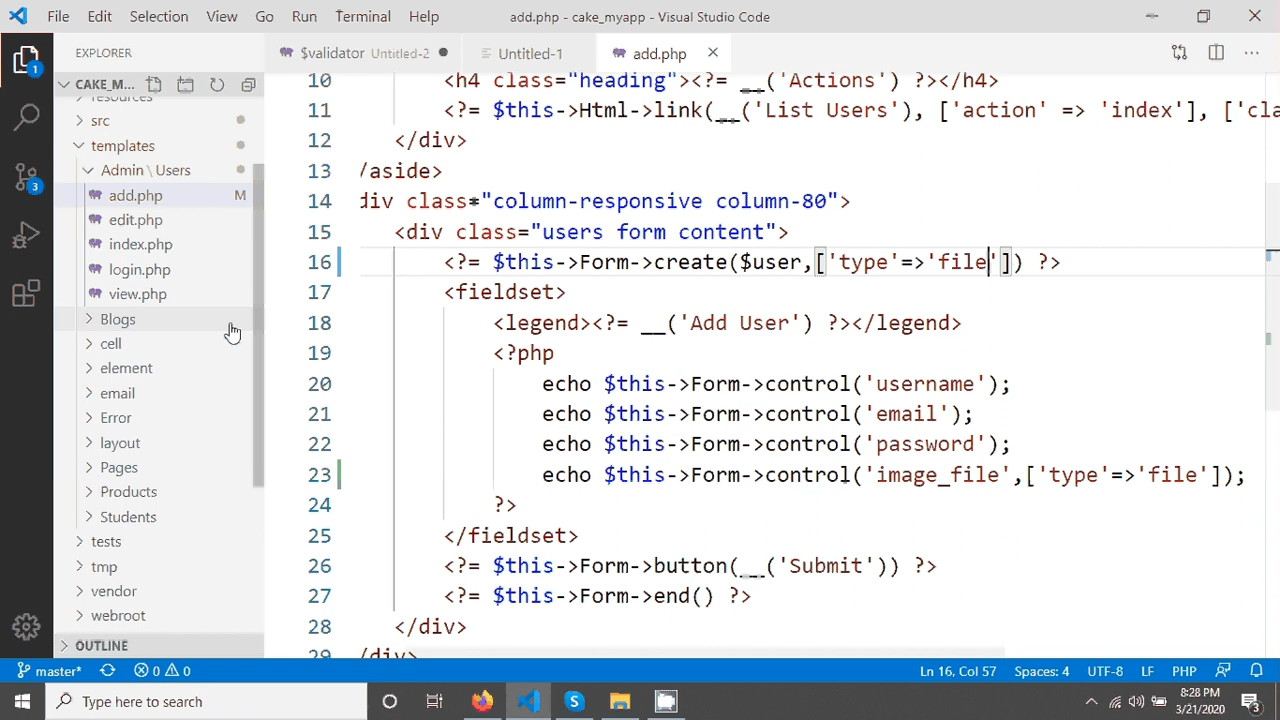 File Edit Selection View Go Run Terminal Help add.php - cake_myapp - Visual Studio Code
EXPLORER
$validator Untitled-2
Untitled-1
add.php
1
CAKE_M...
resources
src
templates
Admin \ Users
add.php M
edit.php
index.php
login.php
view.php
Blogs
cell
element
email
Error
layout
Pages
Products
Students
tests
tmp
vendor
webroot
OUTLINE
3
10 <h4 class="heading"><?= __('Actions') ?></h4>
11 <?= $this->Html->link(__('List Users'), ['action' => 'index'], ['cla
12 </div>
13 /aside>
14 div class="column-responsive column-80">
15 <div class="users form content">
16 <?= $this->Form->create($user,['type'=>'file']) ?>
17 <fieldset>
18 <legend><?= __('Add User') ?></legend>
19 <?php
20 echo $this->Form->control('username');
21 echo $this->Form->control('email');
22 echo $this->Form->control('password');
23 echo $this->Form->control('image_file',['type'=>'file']);
24 ?>
25 </fieldset>
26 <?= $this->Form->button(__('Submit')) ?>
27 <?= $this->Form->end() ?>
28 </div>
29 /div>
master* 0 0 Ln 16, Col 57 Spaces: 4 UTF-8 LF PHP
Type here to search
8:28 PM
3/21/2020
3